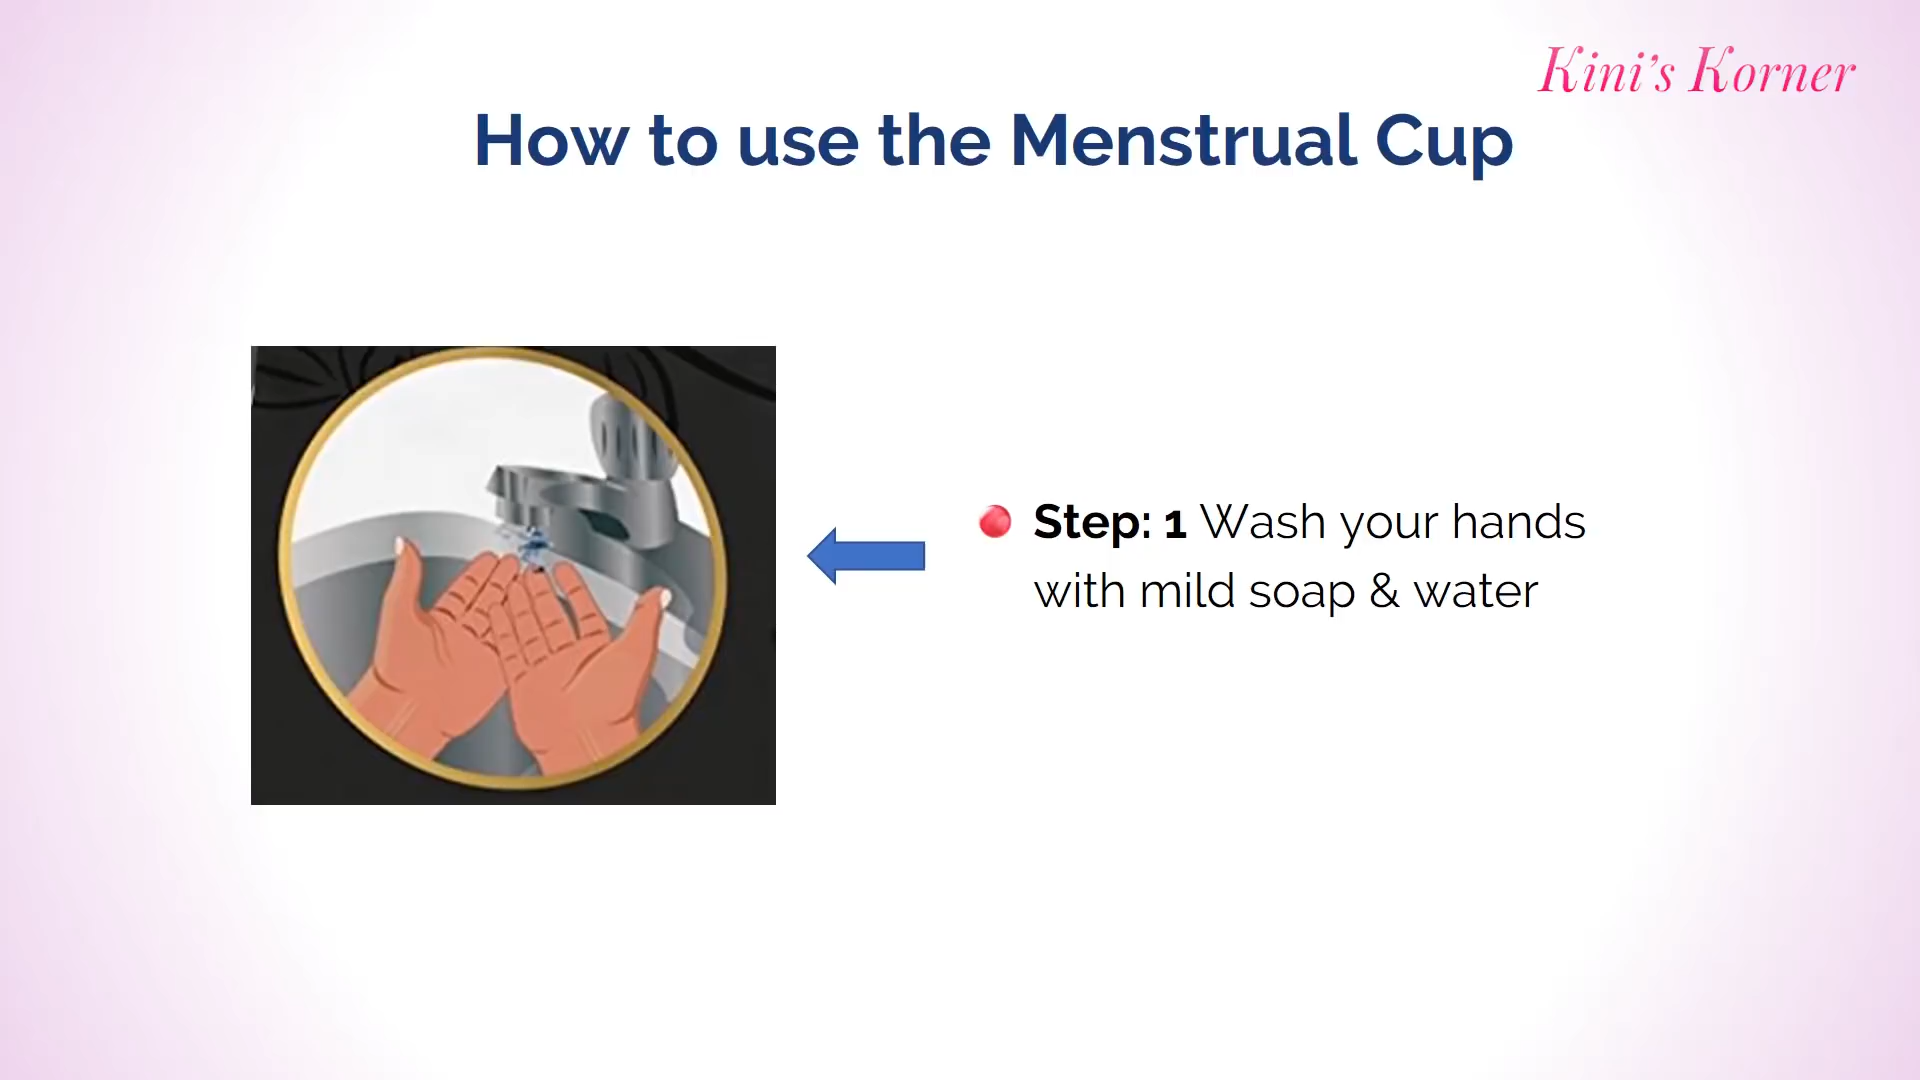 Kini's Korner
How to use the Menstrual Cup
Step: 1 Wash your hands
with mild soap & water